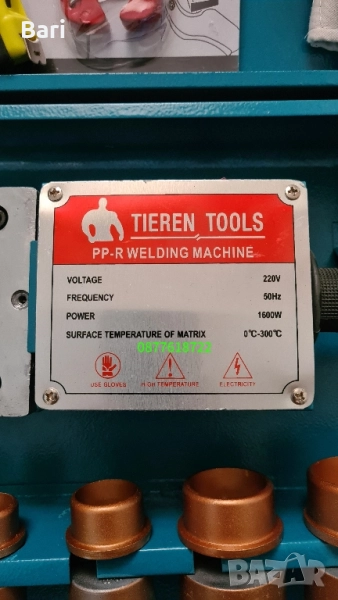 Bari
TIEREN TOOLS
PP-R WELDING MACHINE
VOLTAGE 220V
FREQUENCY 50Hz
POWER 1600W
SURFACE TEMPERATURE OF MATRIX 0℃-300℃
0877618722
USE GLOVES HIGH TEMPERATURE ELECTRICITY
BAZAR